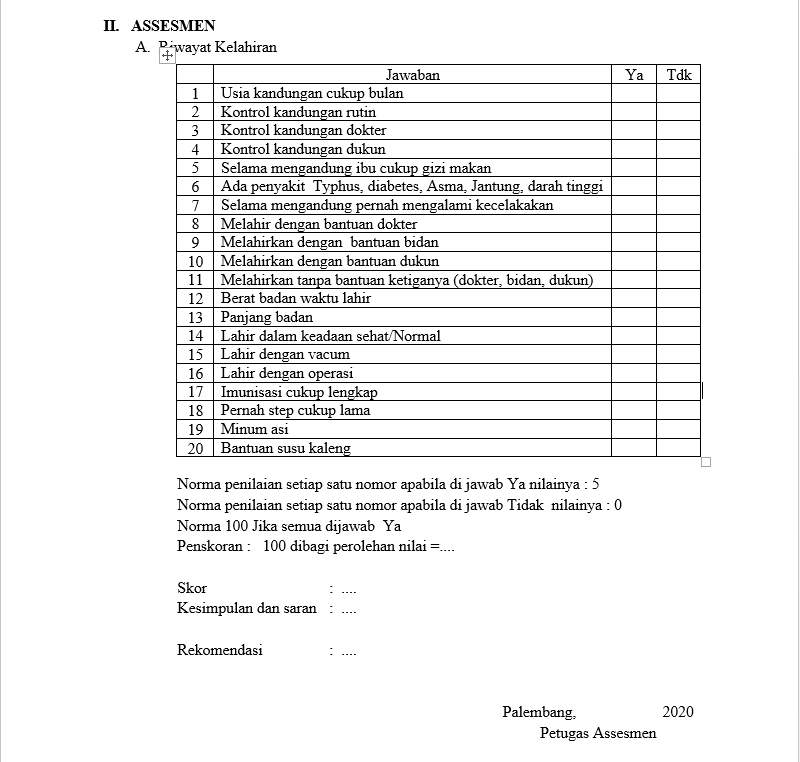 II. ASSESMEN
A. Riwayat Kelahiran
Jawaban Ya Tdk
1 Usia kandungan cukup bulan
2 Kontrol kandungan rutin
3 Kontrol kandungan dokter
4 Kontrol kandungan dukun
5 Selama mengandung ibu cukup gizi makan
6 Ada penyakit Typhus, diabetes, Asma, Jantung, darah tinggi
7 Selama mengandung pernah mengalami kecelakakan
8 Melahir dengan bantuan dokter
9 Melahirkan dengan bantuan bidan
10 Melahirkan dengan bantuan dukun
11 Melahirkan tanpa bantuan ketiganya (dokter, bidan, dukun)
12 Berat badan waktu lahir
13 Panjang badan
14 Lahir dalam keadaan sehat/Normal
15 Lahir dengan vacum
16 Lahir dengan operasi
17 Imunisasi cukup lengkap
18 Pernah step cukup lama
19 Minum asi
20 Bantuan susu kaleng
Norma penilaian setiap satu nomor apabila di jawab Ya nilainya : 5
Norma penilaian setiap satu nomor apabila di jawab Tidak nilainya : 0
Norma 100 Jika semua dijawab Ya
Penskoran : 100 dibagi perolehan nilai =....
Skor : ....
Kesimpulan dan saran : ....
Rekomendasi : ....
Palembang, 2020
Petugas Assesmen